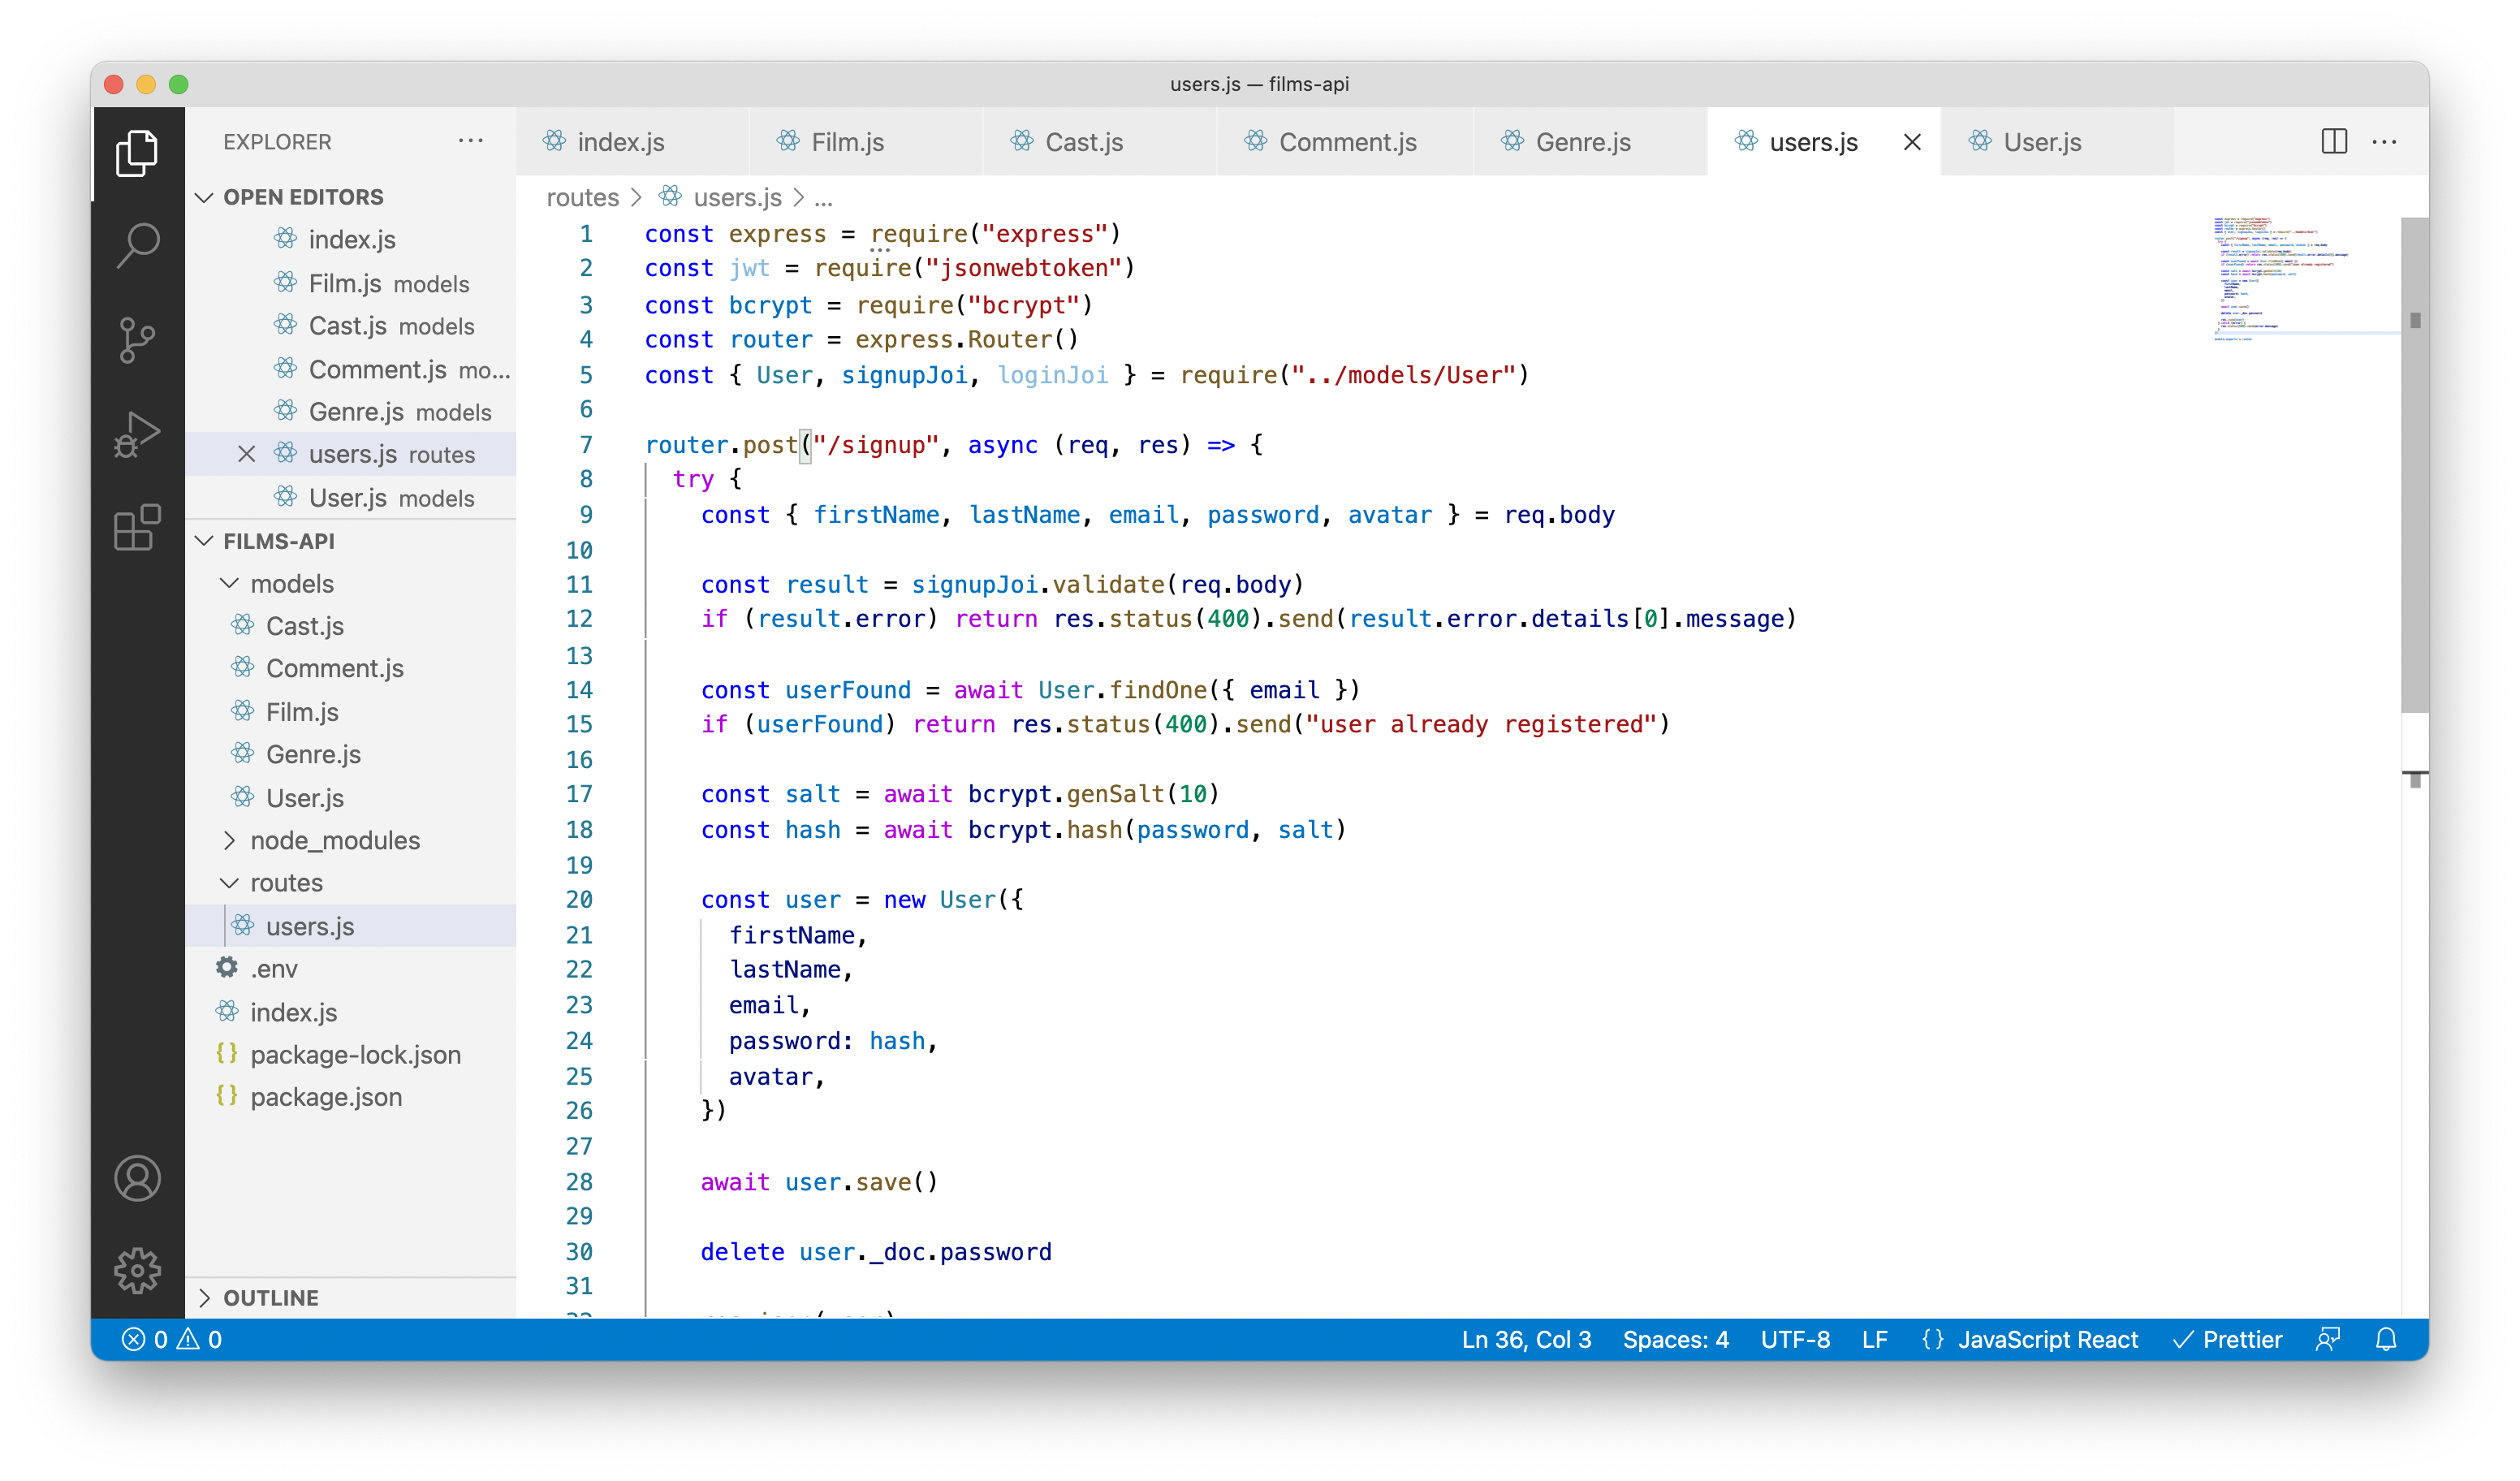 users.js — films-api
EXPLORER
OPEN EDITORS
index.js
Film.js models
Cast.js models
Comment.js mo...
Genre.js models
users.js routes
User.js models
FILMS-API
models
Cast.js
Comment.js
Film.js
Genre.js
User.js
node_modules
routes
users.js
.env
index.js
package-lock.json
package.json
OUTLINE
index.js Film.js Cast.js Comment.js Genre.js users.js User.js
routes > users.js > ...
1 const express = require("express")
2 const jwt = require("jsonwebtoken")
3 const bcrypt = require("bcrypt")
4 const router = express.Router()
5 const { User, signupJoi, loginJoi } = require("../models/User")
6
7 router.post("/signup", async (req, res) => {
8 try {
9 const { firstName, lastName, email, password, avatar } = req.body
10
11 const result = signupJoi.validate(req.body)
12 if (result.error) return res.status(400).send(result.error.details[0].message)
13
14 const userFound = await User.findOne({ email })
15 if (userFound) return res.status(400).send("user already registered")
16
17 const salt = await bcrypt.genSalt(10)
18 const hash = await bcrypt.hash(password, salt)
19
20 const user = new User({
21 firstName,
22 lastName,
23 email,
24 password: hash,
25 avatar,
26 })
27
28 await user.save()
29
30 delete user._doc.password
31
0 0
Ln 36, Col 3 Spaces: 4 UTF-8 LF {} JavaScript React Prettier